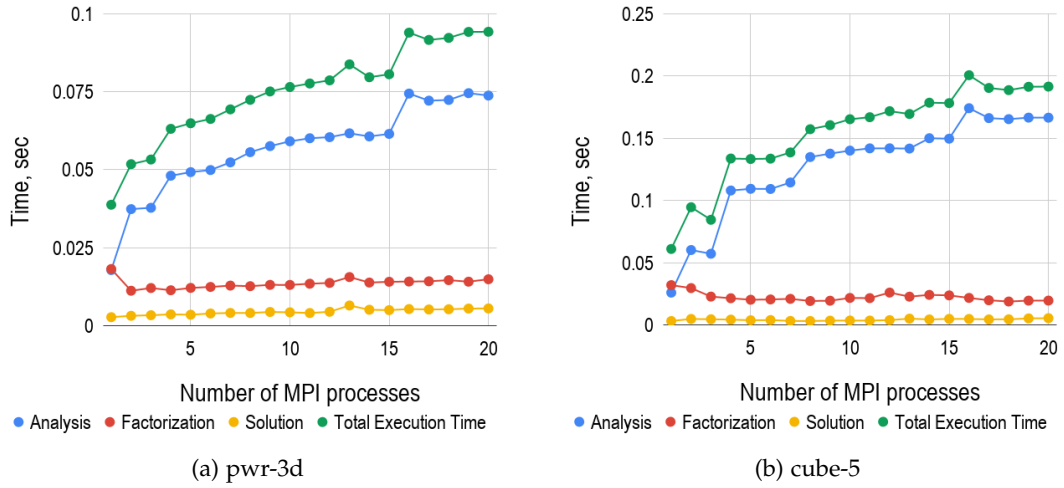 0.1
0.075
0.05
0.025
0
Time, sec
5
10
15
20
Number of MPI processes
Analysis
Factorization
Solution
Total Execution Time
(a) pwr-3d
0.25
0.2
0.15
0.1
0.05
0
Time, sec
5
10
15
20
Number of MPI processes
Analysis
Factorization
Solution
Total Execution Time
(b) cube-5